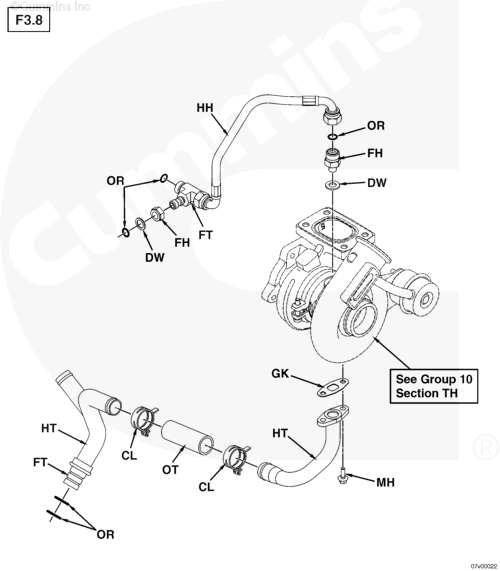 ©Cummins Inc
F3.8
Cummins
HH
OR
FH
DW
OR
FT
FH
DW
GK
See Group 10
Section TH
HT
CL
OT
HT
FT
CL
MH
OR
®
07v00022